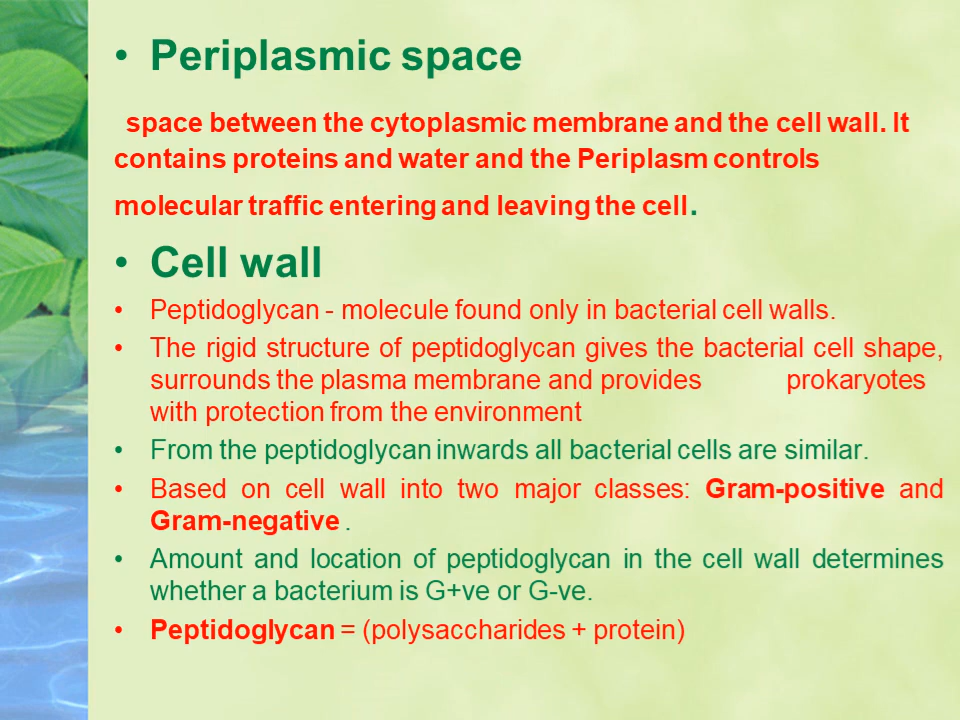 • Periplasmic space
space between the cytoplasmic membrane and the cell wall. It
contains proteins and water and the Periplasm controls
molecular traffic entering and leaving the cell.
• Cell wall
• Peptidoglycan - molecule found only in bacterial cell walls.
• The rigid structure of peptidoglycan gives the bacterial cell shape,
surrounds the plasma membrane and provides prokaryotes
with protection from the environment
• From the peptidoglycan inwards all bacterial cells are similar.
• Based on cell wall into two major classes: Gram-positive and
Gram-negative .
• Amount and location of peptidoglycan in the cell wall determines
whether a bacterium is G+ve or G-ve.
• Peptidoglycan = (polysaccharides + protein)